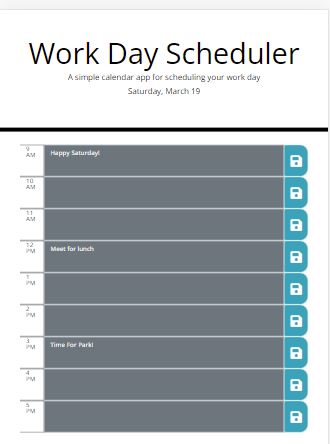 Work Day Scheduler
A simple calendar app for scheduling your work day
Saturday, March 19
9
AM
Happy Saturday!
10
AM
11
AM
12
PM
Meet for lunch
1
PM
2
PM
3
PM
Time For Park!
4
PM
5
PM